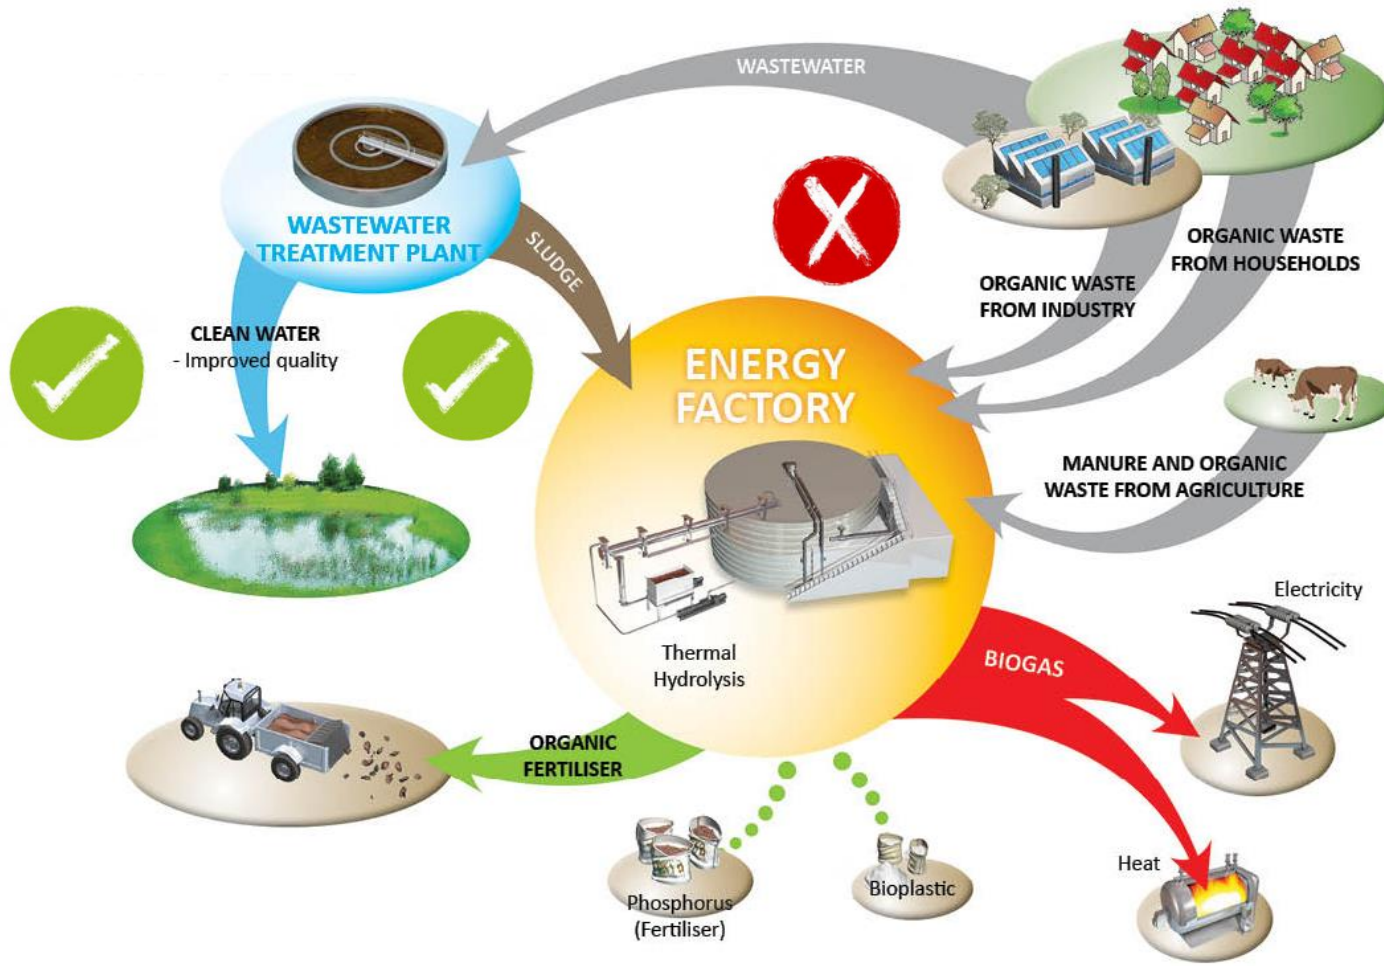 WASTEWATER
WASTEWATER
TREATMENT PLANT
SLUDGE
ORGANIC WASTE
FROM HOUSEHOLDS
ORGANIC WASTE
FROM INDUSTRY
CLEAN WATER
- Improved quality
ENERGY
FACTORY
MANURE AND ORGANIC
WASTE FROM AGRICULTURE
Electricity
Thermal
Hydrolysis
BIOGAS
ORGANIC
FERTILISER
Heat
Phosphorus
(Fertiliser)
Bioplastic